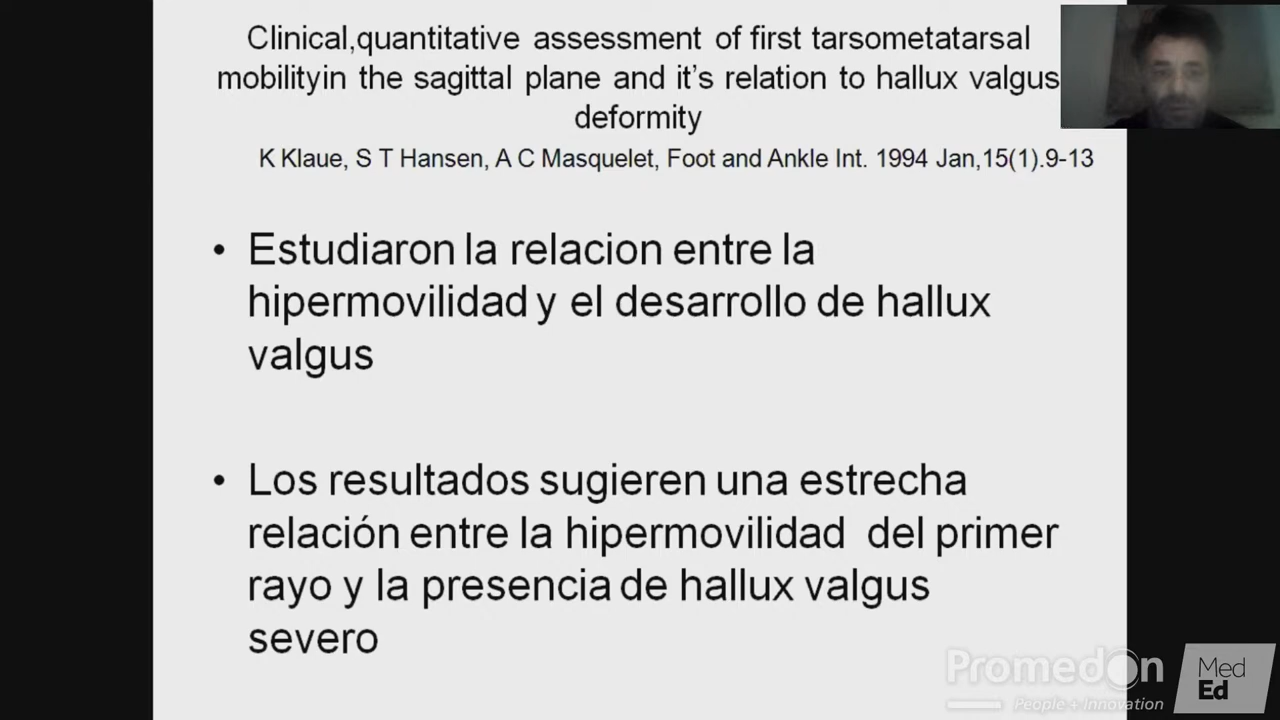 Clinical,quantitative assessment of first tarsometatarsal
mobilityin the sagittal plane and it's relation to hallux valgus
deformity
K Klaue, S T Hansen, A C Masquelet, Foot and Ankle Int. 1994 Jan,15(1).9-13
• Estudiaron la relacion entre la
hipermovilidad y el desarrollo de hallux
valgus
• Los resultados sugieren una estrecha
relación entre la hipermovilidad del primer
rayo y la presencia de hallux valgus
severo
Promedon
People + Innovation
Med
Ed